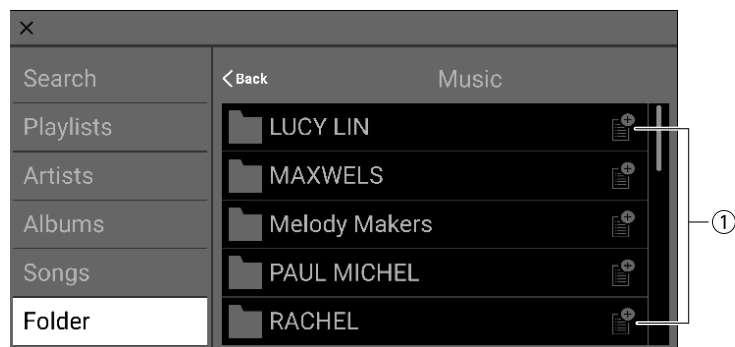 ×
Search
Playlists
Artists
Albums
Songs
Folder
Back
Music
LUCY LIN
MAXWELS
Melody Makers
PAUL MICHEL
RACHEL
①